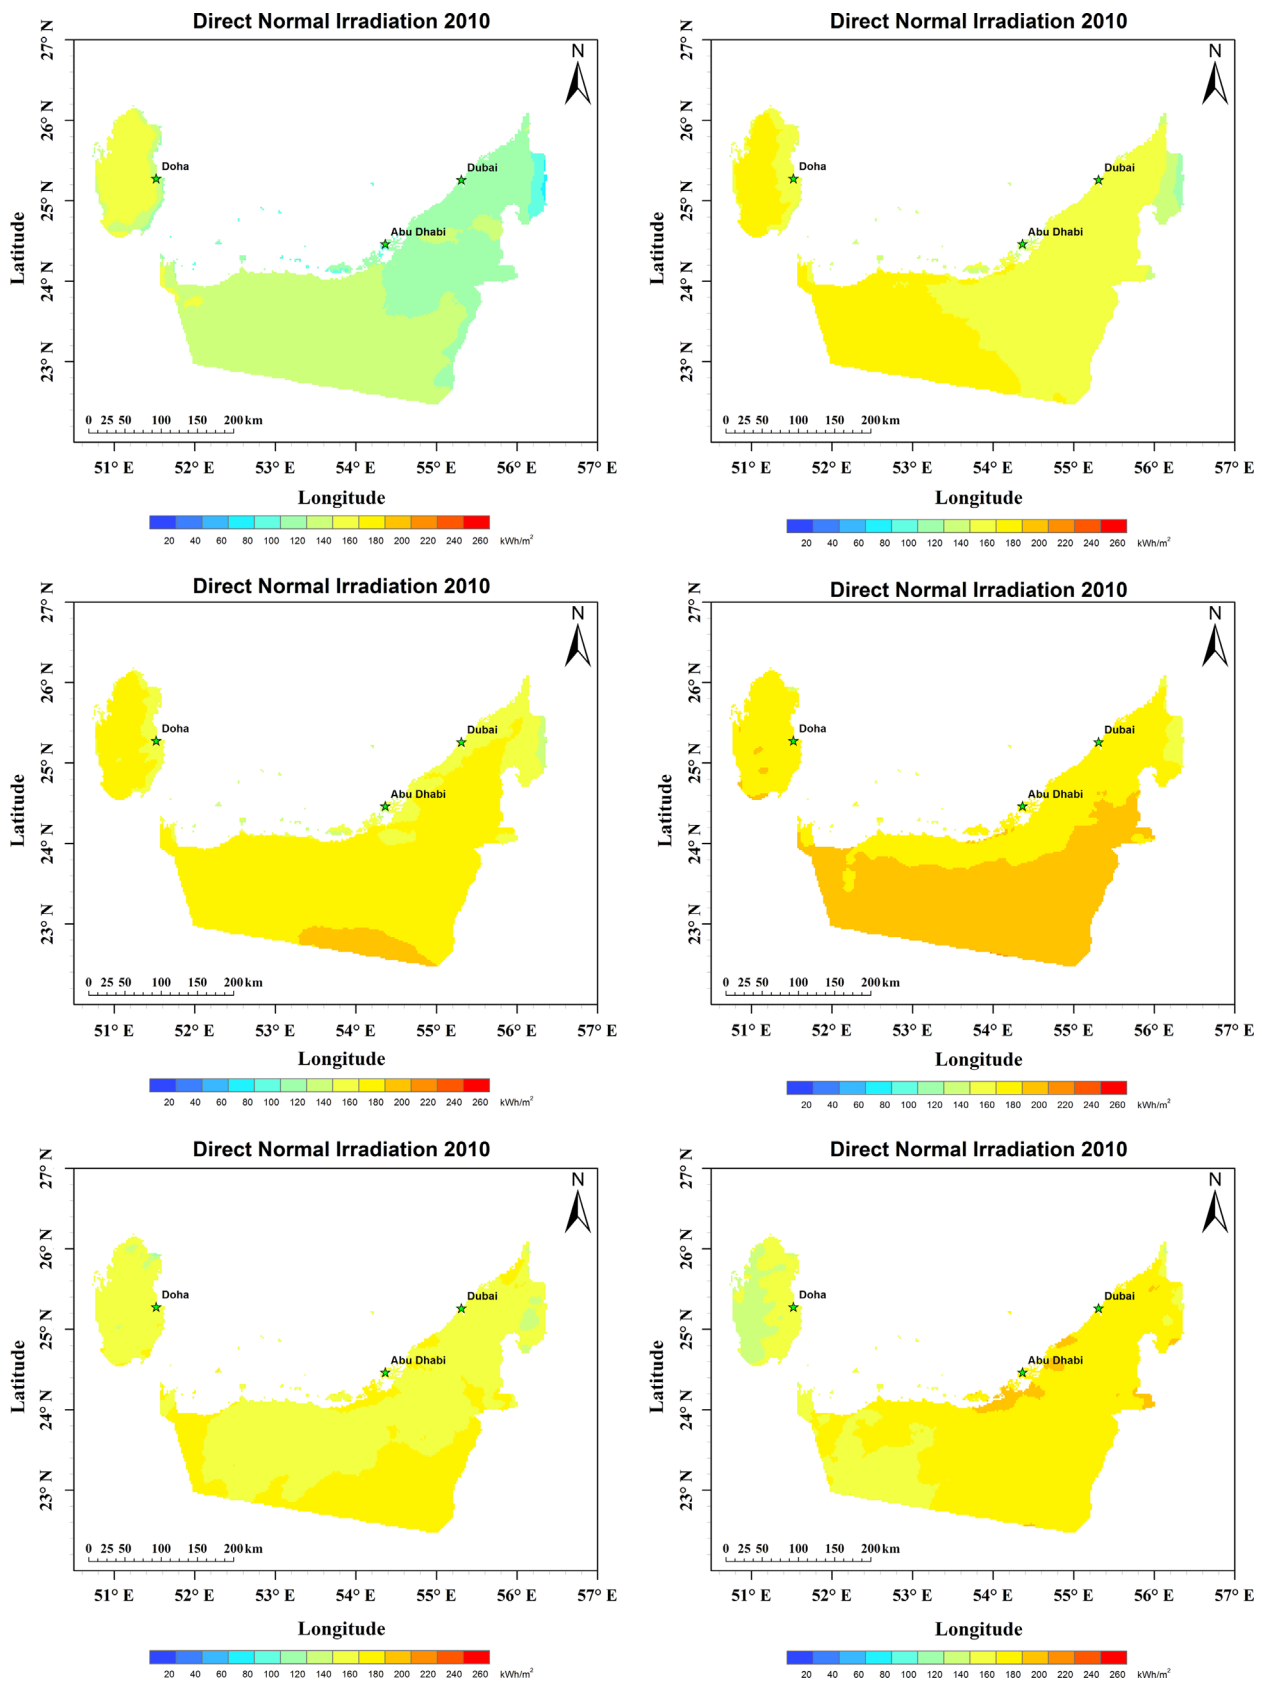 Direct Normal Irradiation 2010
N
27° N
26° N
25° N
24° N
23° N
Latitude
Doha
Dubai
Abu Dhabi
0 25 50 100 150 200 km
51° E 52° E 53° E 54° E 55° E 56° E 57° E
Longitude
20 40 60 80 100 120 140 160 180 200 220 240 260 kWh/m²
Direct Normal Irradiation 2010
N
27° N
26° N
25° N
24° N
23° N
Latitude
Doha
Dubai
Abu Dhabi
0 25 50 100 150 200 km
51° E 52° E 53° E 54° E 55° E 56° E 57° E
Longitude
20 40 60 80 100 120 140 160 180 200 220 240 260 kWh/m²
Direct Normal Irradiation 2010
N
27° N
26° N
25° N
24° N
23° N
Latitude
Doha
Dubai
Abu Dhabi
0 25 50 100 150 200 km
51° E 52° E 53° E 54° E 55° E 56° E 57° E
Longitude
20 40 60 80 100 120 140 160 180 200 220 240 260 kWh/m²
Direct Normal Irradiation 2010
N
27° N
26° N
25° N
24° N
23° N
Latitude
Doha
Dubai
Abu Dhabi
0 25 50 100 150 200 km
51° E 52° E 53° E 54° E 55° E 56° E 57° E
Longitude
20 40 60 80 100 120 140 160 180 200 220 240 260 kWh/m²
Direct Normal Irradiation 2010
N
27° N
26° N
25° N
24° N
23° N
Latitude
Doha
Dubai
Abu Dhabi
0 25 50 100 150 200 km
51° E 52° E 53° E 54° E 55° E 56° E 57° E
Longitude
20 40 60 80 100 120 140 160 180 200 220 240 260 kWh/m²
Direct Normal Irradiation 2010
N
27° N
26° N
25° N
24° N
23° N
Latitude
Doha
Dubai
Abu Dhabi
0 25 50 100 150 200 km
51° E 52° E 53° E 54° E 55° E 56° E 57° E
Longitude
20 40 60 80 100 120 140 160 180 200 220 240 260 kWh/m²